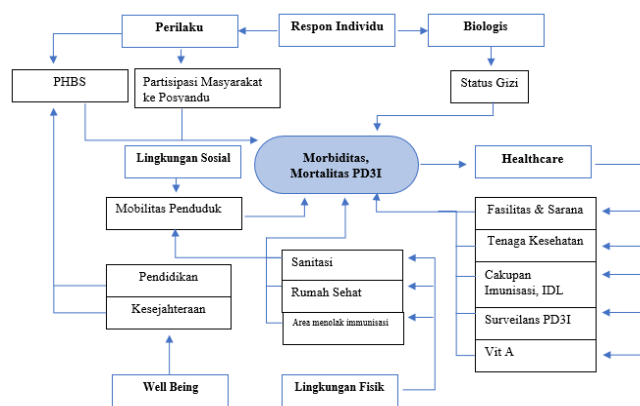 Perilaku
Respon Individu
Biologis
PHBS
Partisipasi Masyarakat
ke Posyandu
Status Gizi
Lingkungan Sosial
Morbiditas,
Mortalitas PD3I
Healthcare
Mobilitas Penduduk
Fasilitas & Sarana
Tenaga Kesehatan
Cakupan
Imunisasi, IDL
Surveilans PD3I
Vit A
Sanitasi
Rumah Sehat
Area menolak immunisasi
Pendidikan
Kesejahteraan
Well Being
Lingkungan Fisik